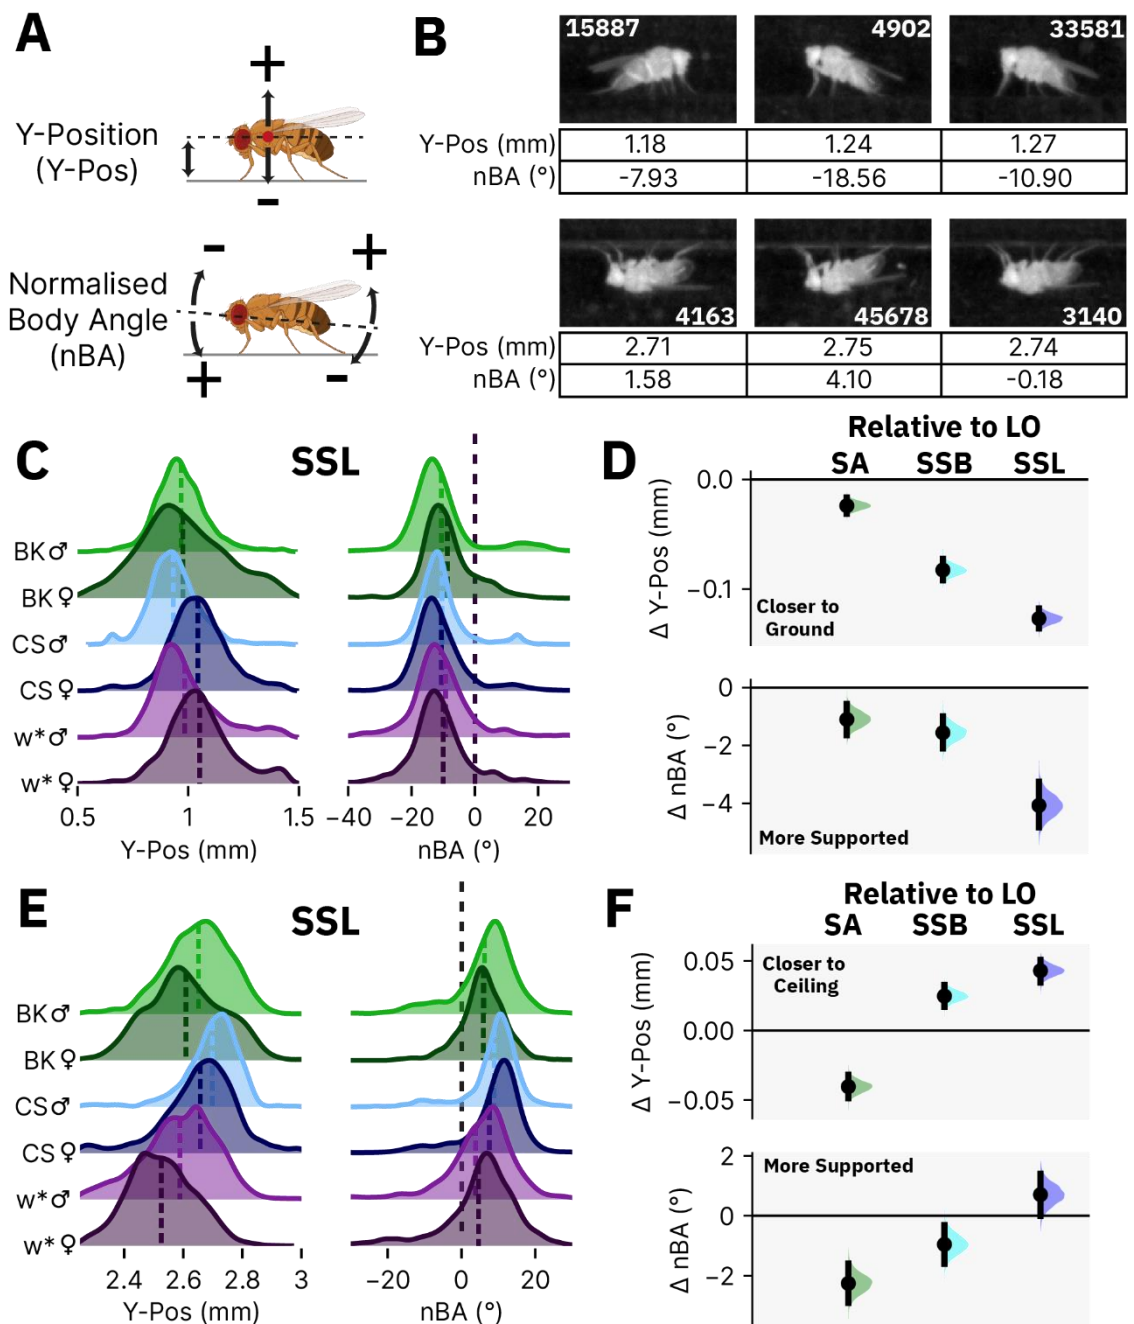 A
+
Y-Position
(Y-Pos)
-
- +
Normalised
Body Angle
(nBA)
+ -
B
15887 4902 33581
Y-Pos (mm) 1.18 1.24 1.27
nBA (°) -7.93 -18.56 -10.90
4163 45678 3140
Y-Pos (mm) 2.71 2.75 2.74
nBA (°) 1.58 4.10 -0.18
C SSL
BK♂
BK♀
CS♂
CS♀
w*♂
w*♀
0.5 1 1.5 −40 −20 0 20
Y-Pos (mm) nBA (°)
D Relative to LO
SA SSB SSL
0.0
−0.1
Δ Y-Pos (mm)
Closer to
Ground
0
−2
−4
Δ nBA (°)
More Supported
E SSL
BK♂
BK♀
CS♂
CS♀
w*♂
w*♀
2.4 2.6 2.8 3 −20 0 20
Y-Pos (mm) nBA (°)
F Relative to LO
SA SSB SSL
0.05
0.00
−0.05
Δ Y-Pos (mm)
Closer to
Ceiling
2
0
−2
Δ nBA (°)
More Supported